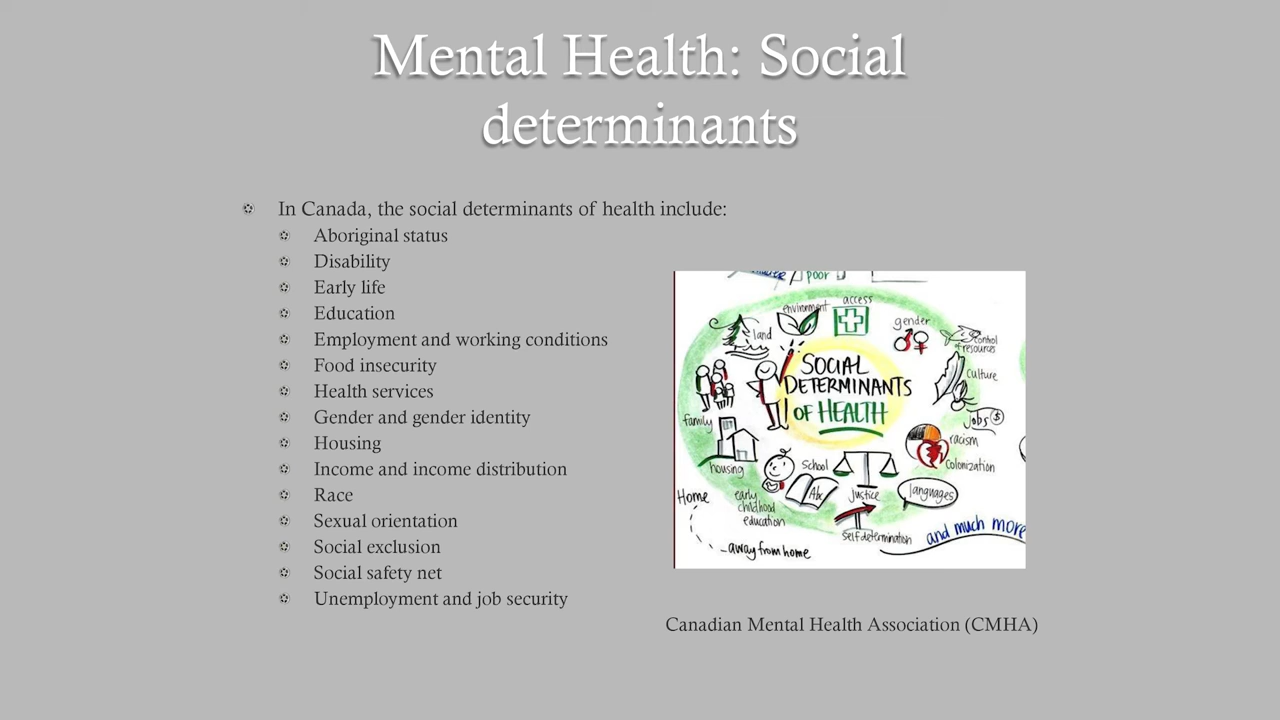 Mental Health: Social
determinants
In Canada, the social determinants of health include:
Aboriginal status
Disability
Early life
Education
Employment and working conditions
Food insecurity
Health services
Gender and gender identity
Housing
Income and income distribution
Race
Sexual orientation
Social exclusion
Social safety net
Unemployment and job security
poor
environment
access
land
gender
control
of resources
SOCIAL
DETERMINANTS
OF HEALTH
culture
family
Jobs $
racism
Colonization
housing
School
Abc
Justice
languages
Home
early
childhood
education
self determination
and much more
away from home
Canadian Mental Health Association (CMHA)